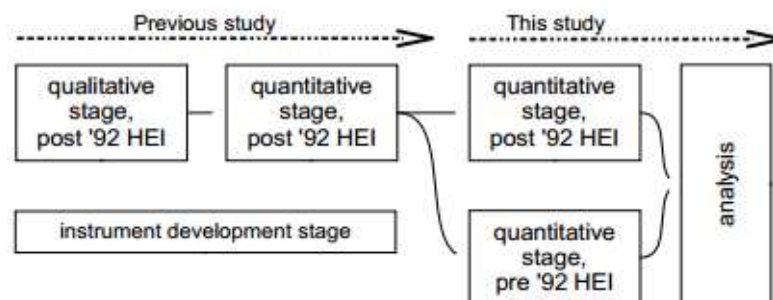 Previous study
This study
qualitative
stage,
post '92 HEI
quantitative
stage,
post '92 HEI
quantitative
stage,
post '92 HEI
analysis
instrument development stage
quantitative
stage,
pre '92 HEI